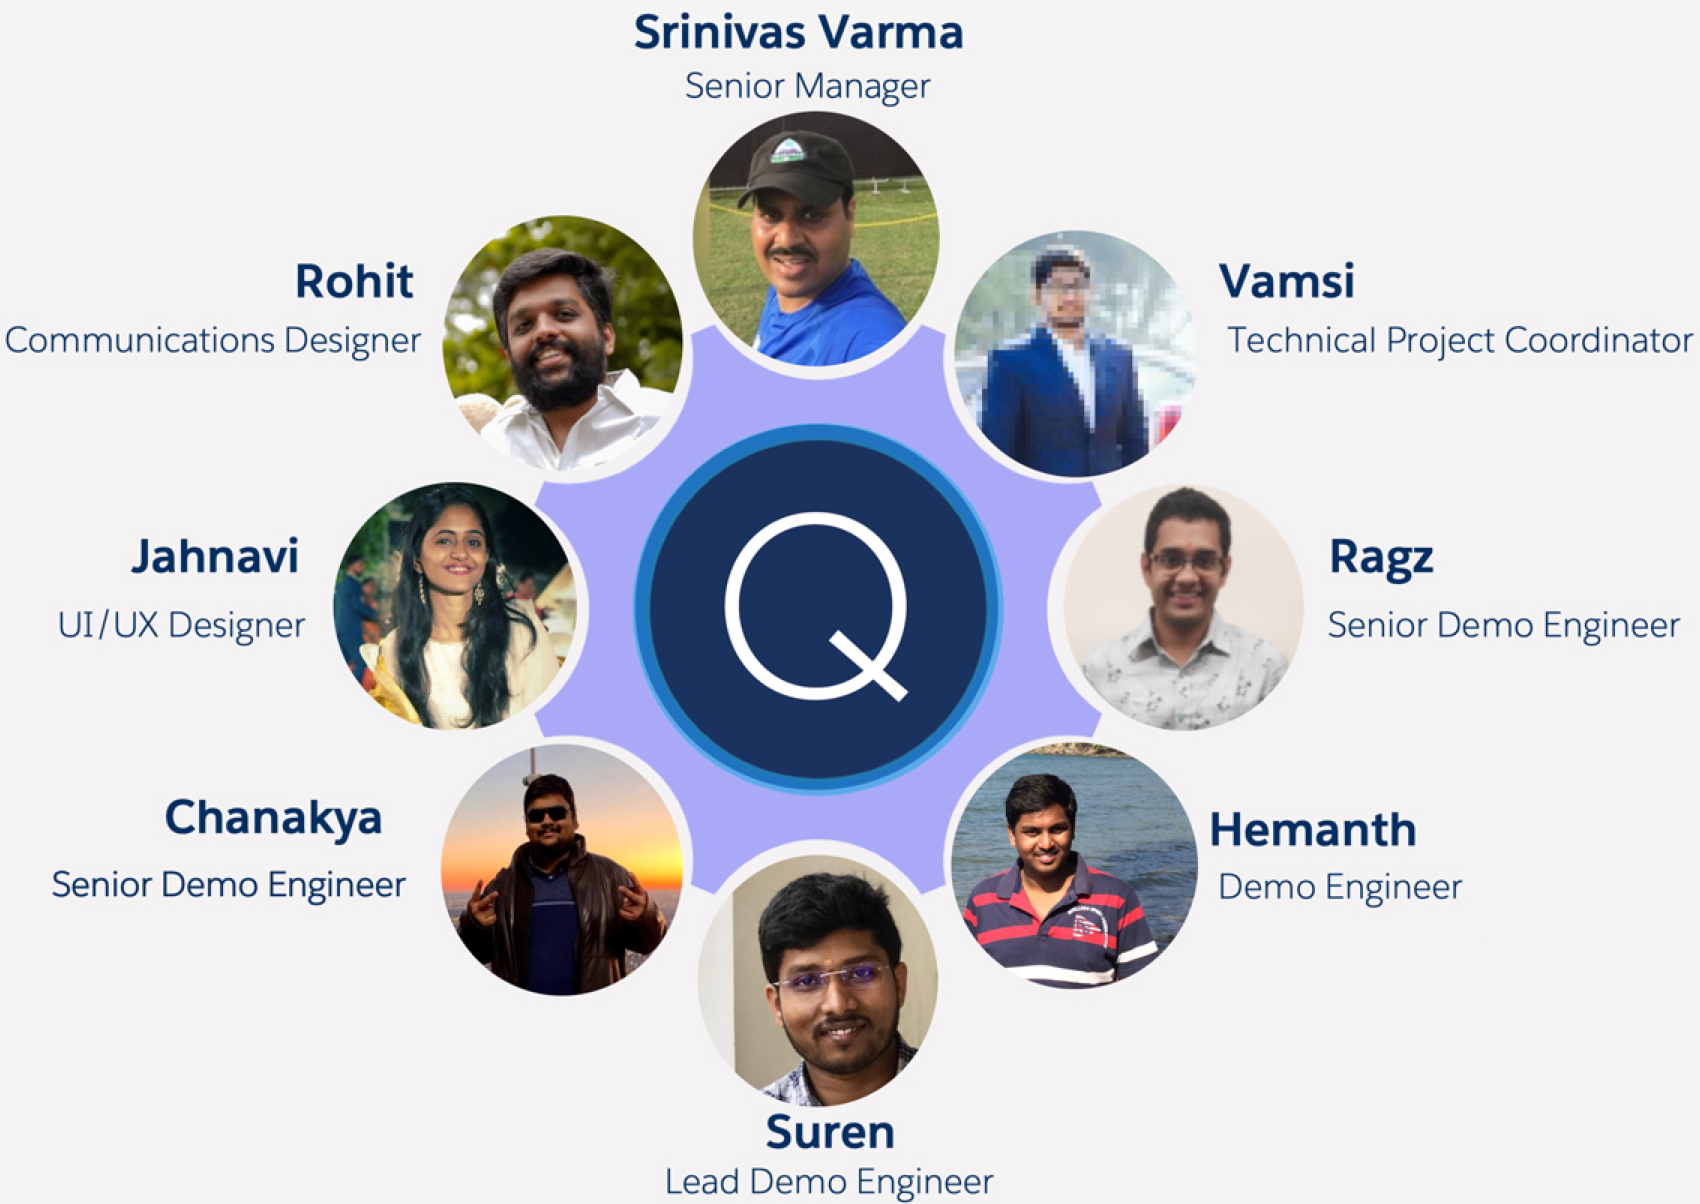 Srinivas Varma
Senior Manager
Rohit
Communications Designer
Vamsi
Technical Project Coordinator
Jahnavi
UI/UX Designer
Q
Ragz
Senior Demo Engineer
Chanakya
Senior Demo Engineer
Hemanth
Demo Engineer
Suren
Lead Demo Engineer